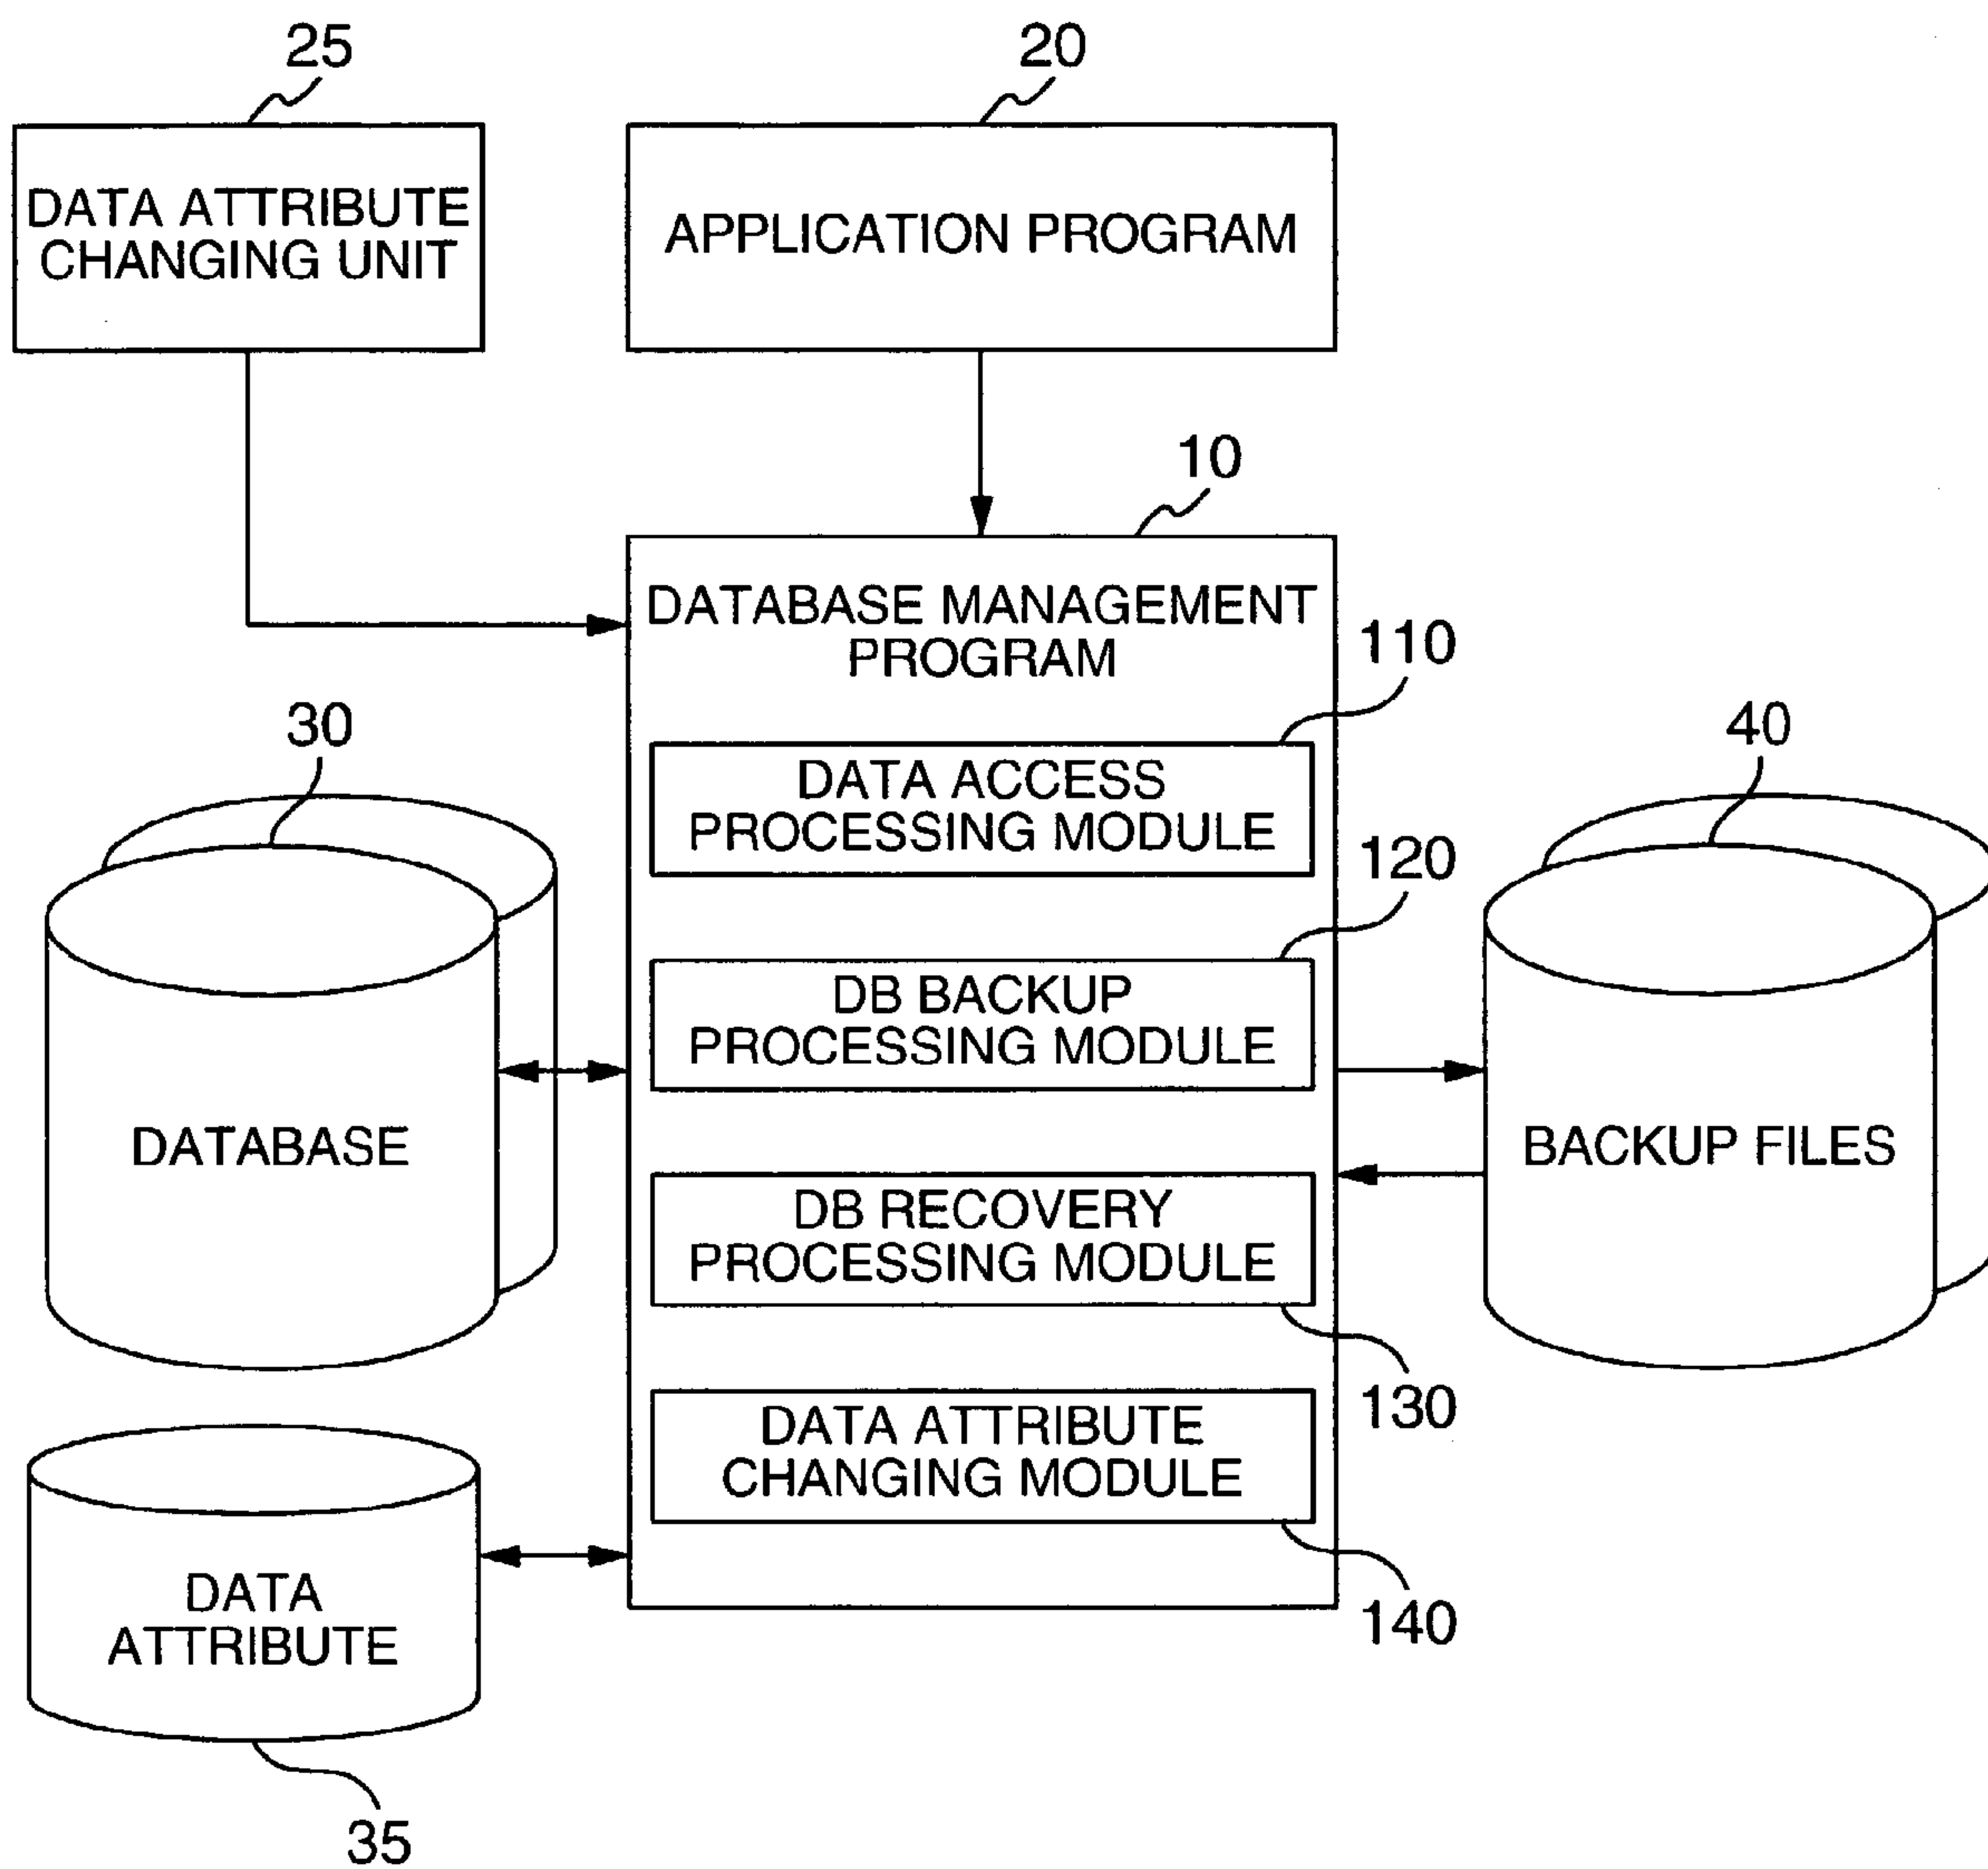 25
20
DATA ATTRIBUTE
CHANGING UNIT
APPLICATION PROGRAM
10
DATABASE MANAGEMENT
PROGRAM
110
30
40
DATA ACCESS
PROCESSING MODULE
120
DB BACKUP
PROCESSING MODULE
DATABASE
BACKUP FILES
DB RECOVERY
PROCESSING MODULE
130
DATA ATTRIBUTE
CHANGING MODULE
DATA
ATTRIBUTE
140
35